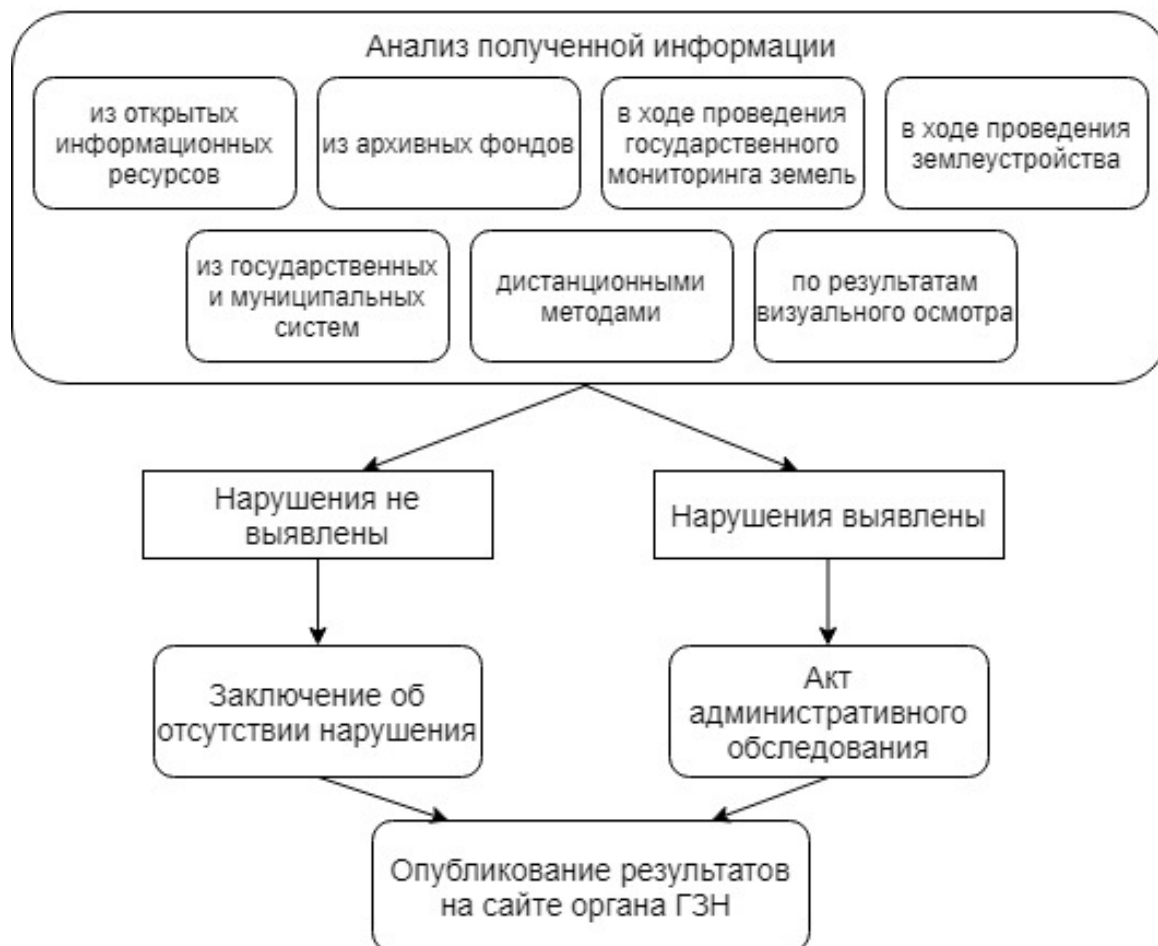 Анализ полученной информации
из открытых
информационных
ресурсов
из архивных фондов
в ходе проведения
государственного
мониторинга земель
в ходе проведения
землеустройства
из государственных
и муниципальных
систем
дистанционными
методами
по результатам
визуального осмотра
Нарушения не
выявлены
Нарушения выявлены
Заключение об
отсутствии нарушения
Акт
административного
обследования
Опубликование результатов
на сайте органа ГЗН